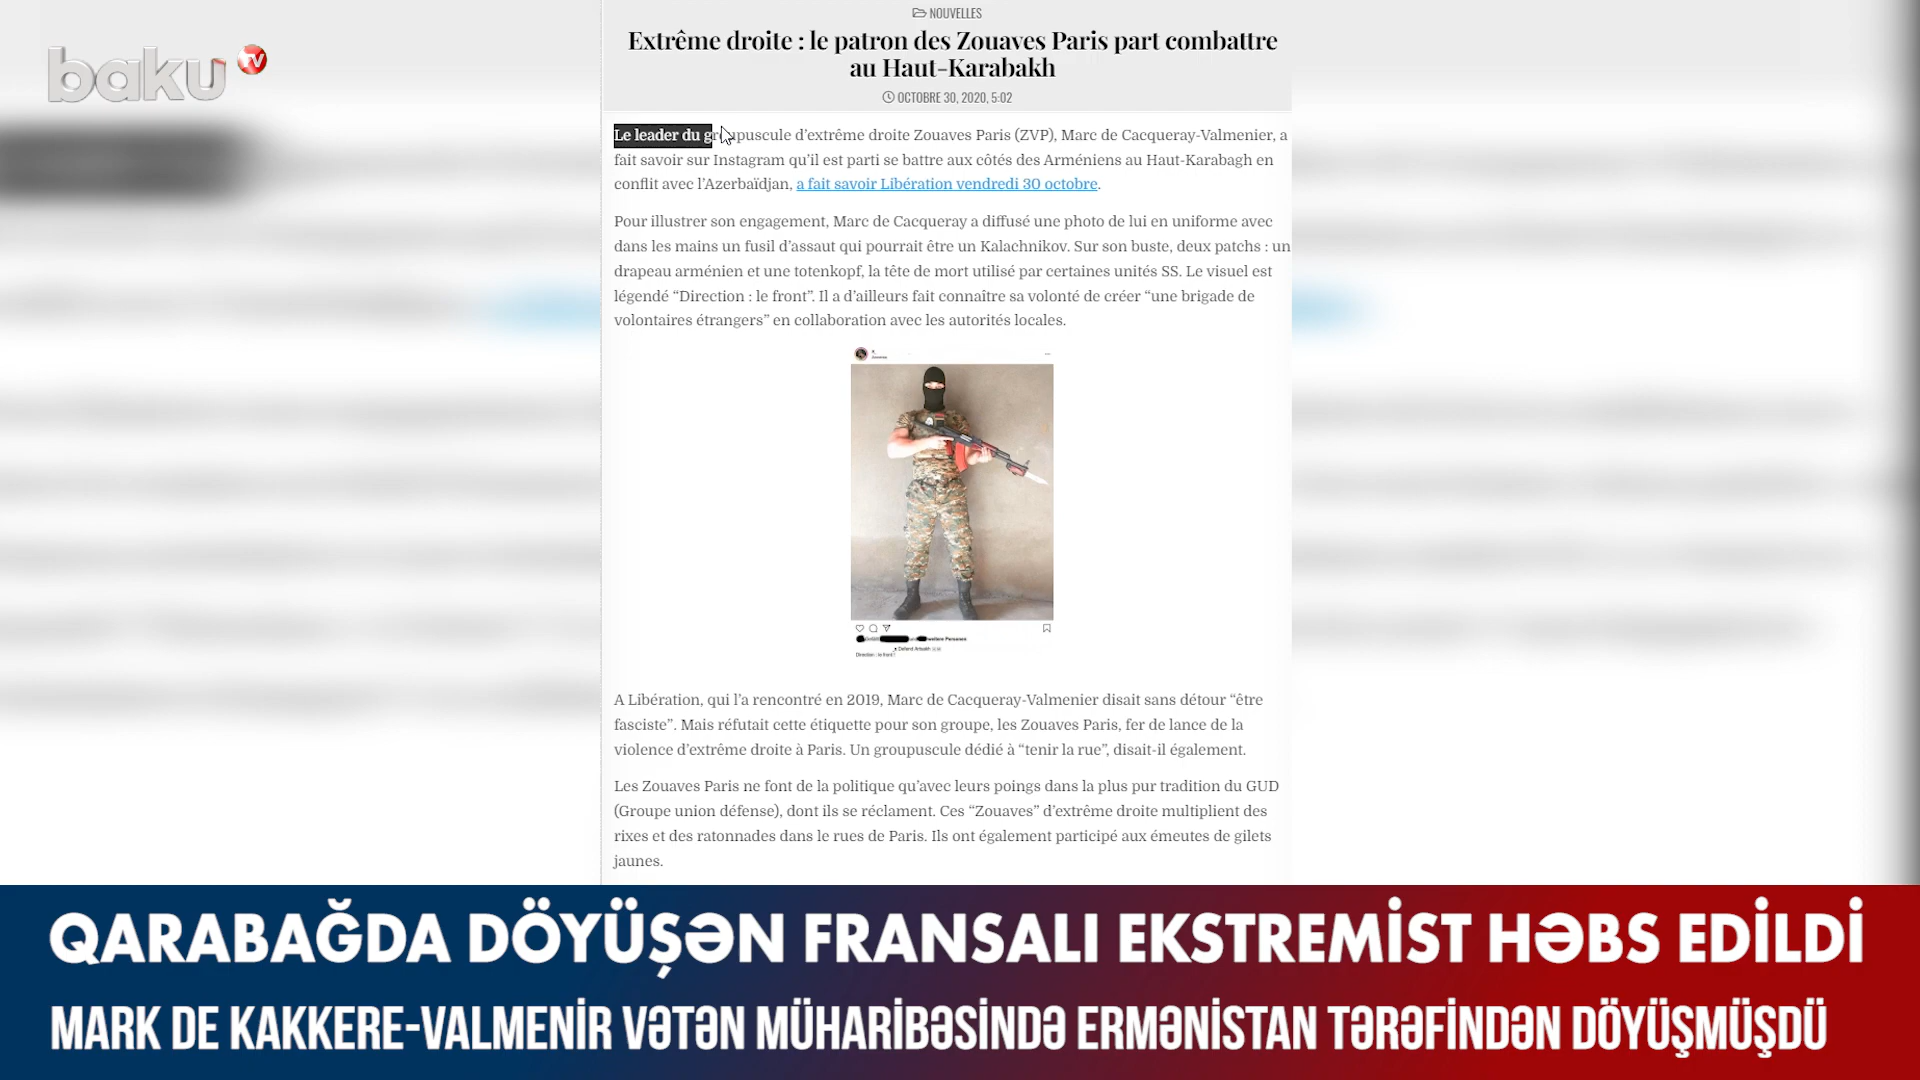 baku TV
NOUVELLES
Extrême droite : le patron des Zouaves Paris part combattre
au Haut-Karabakh
OCTOBRE 30, 2020, 5:02
Le leader du groupuscule d’extrême droite Zouaves Paris (ZVP), Marc de Cacqueray-Valmenier, a
fait savoir sur Instagram qu’il est parti se battre aux côtés des Arméniens au Haut-Karabagh en
conflit avec l’Azerbaïdjan, a fait savoir Libération vendredi 30 octobre.
Pour illustrer son engagement, Marc de Cacqueray a diffusé une photo de lui en uniforme avec
dans les mains un fusil d’assaut qui pourrait être un Kalachnikov. Sur son buste, deux patchs : un
drapeau arménien et une totenkopf, la tête de mort utilisé par certaines unités SS. Le visuel est
légendé “Direction : le front”. Il a d’ailleurs fait connaître sa volonté de créer “une brigade de
volontaires étrangers” en collaboration avec les autorités locales.
weitere Personen
Defend Artsakh
Direction : le front !
A Libération, qui l’a rencontré en 2019, Marc de Cacqueray-Valmenier disait sans détour “être
fasciste”. Mais réfutait cette étiquette pour son groupe, les Zouaves Paris, fer de lance de la
violence d’extrême droite à Paris. Un groupuscule dédié à “tenir la rue”, disait-il également.
Les Zouaves Paris ne font de la politique qu’avec leurs poings dans la plus pur tradition du GUD
(Groupe union défense), dont ils se réclament. Ces “Zouaves” d’extrême droite multiplient des
rixes et des ratonnades dans le rues de Paris. Ils ont également participé aux émeutes de gilets
jaunes.
QARABAĞDA DÖYÜŞƏN FRANSALI EKSTREMİST HƏBS EDİLDİ
MARK DE KAKKERE-VALMENİR VƏTƏN MÜHARİBƏSİNDƏ ERMƏNİSTAN TƏRƏFİNDƏN DÖYÜŞMÜŞDÜ